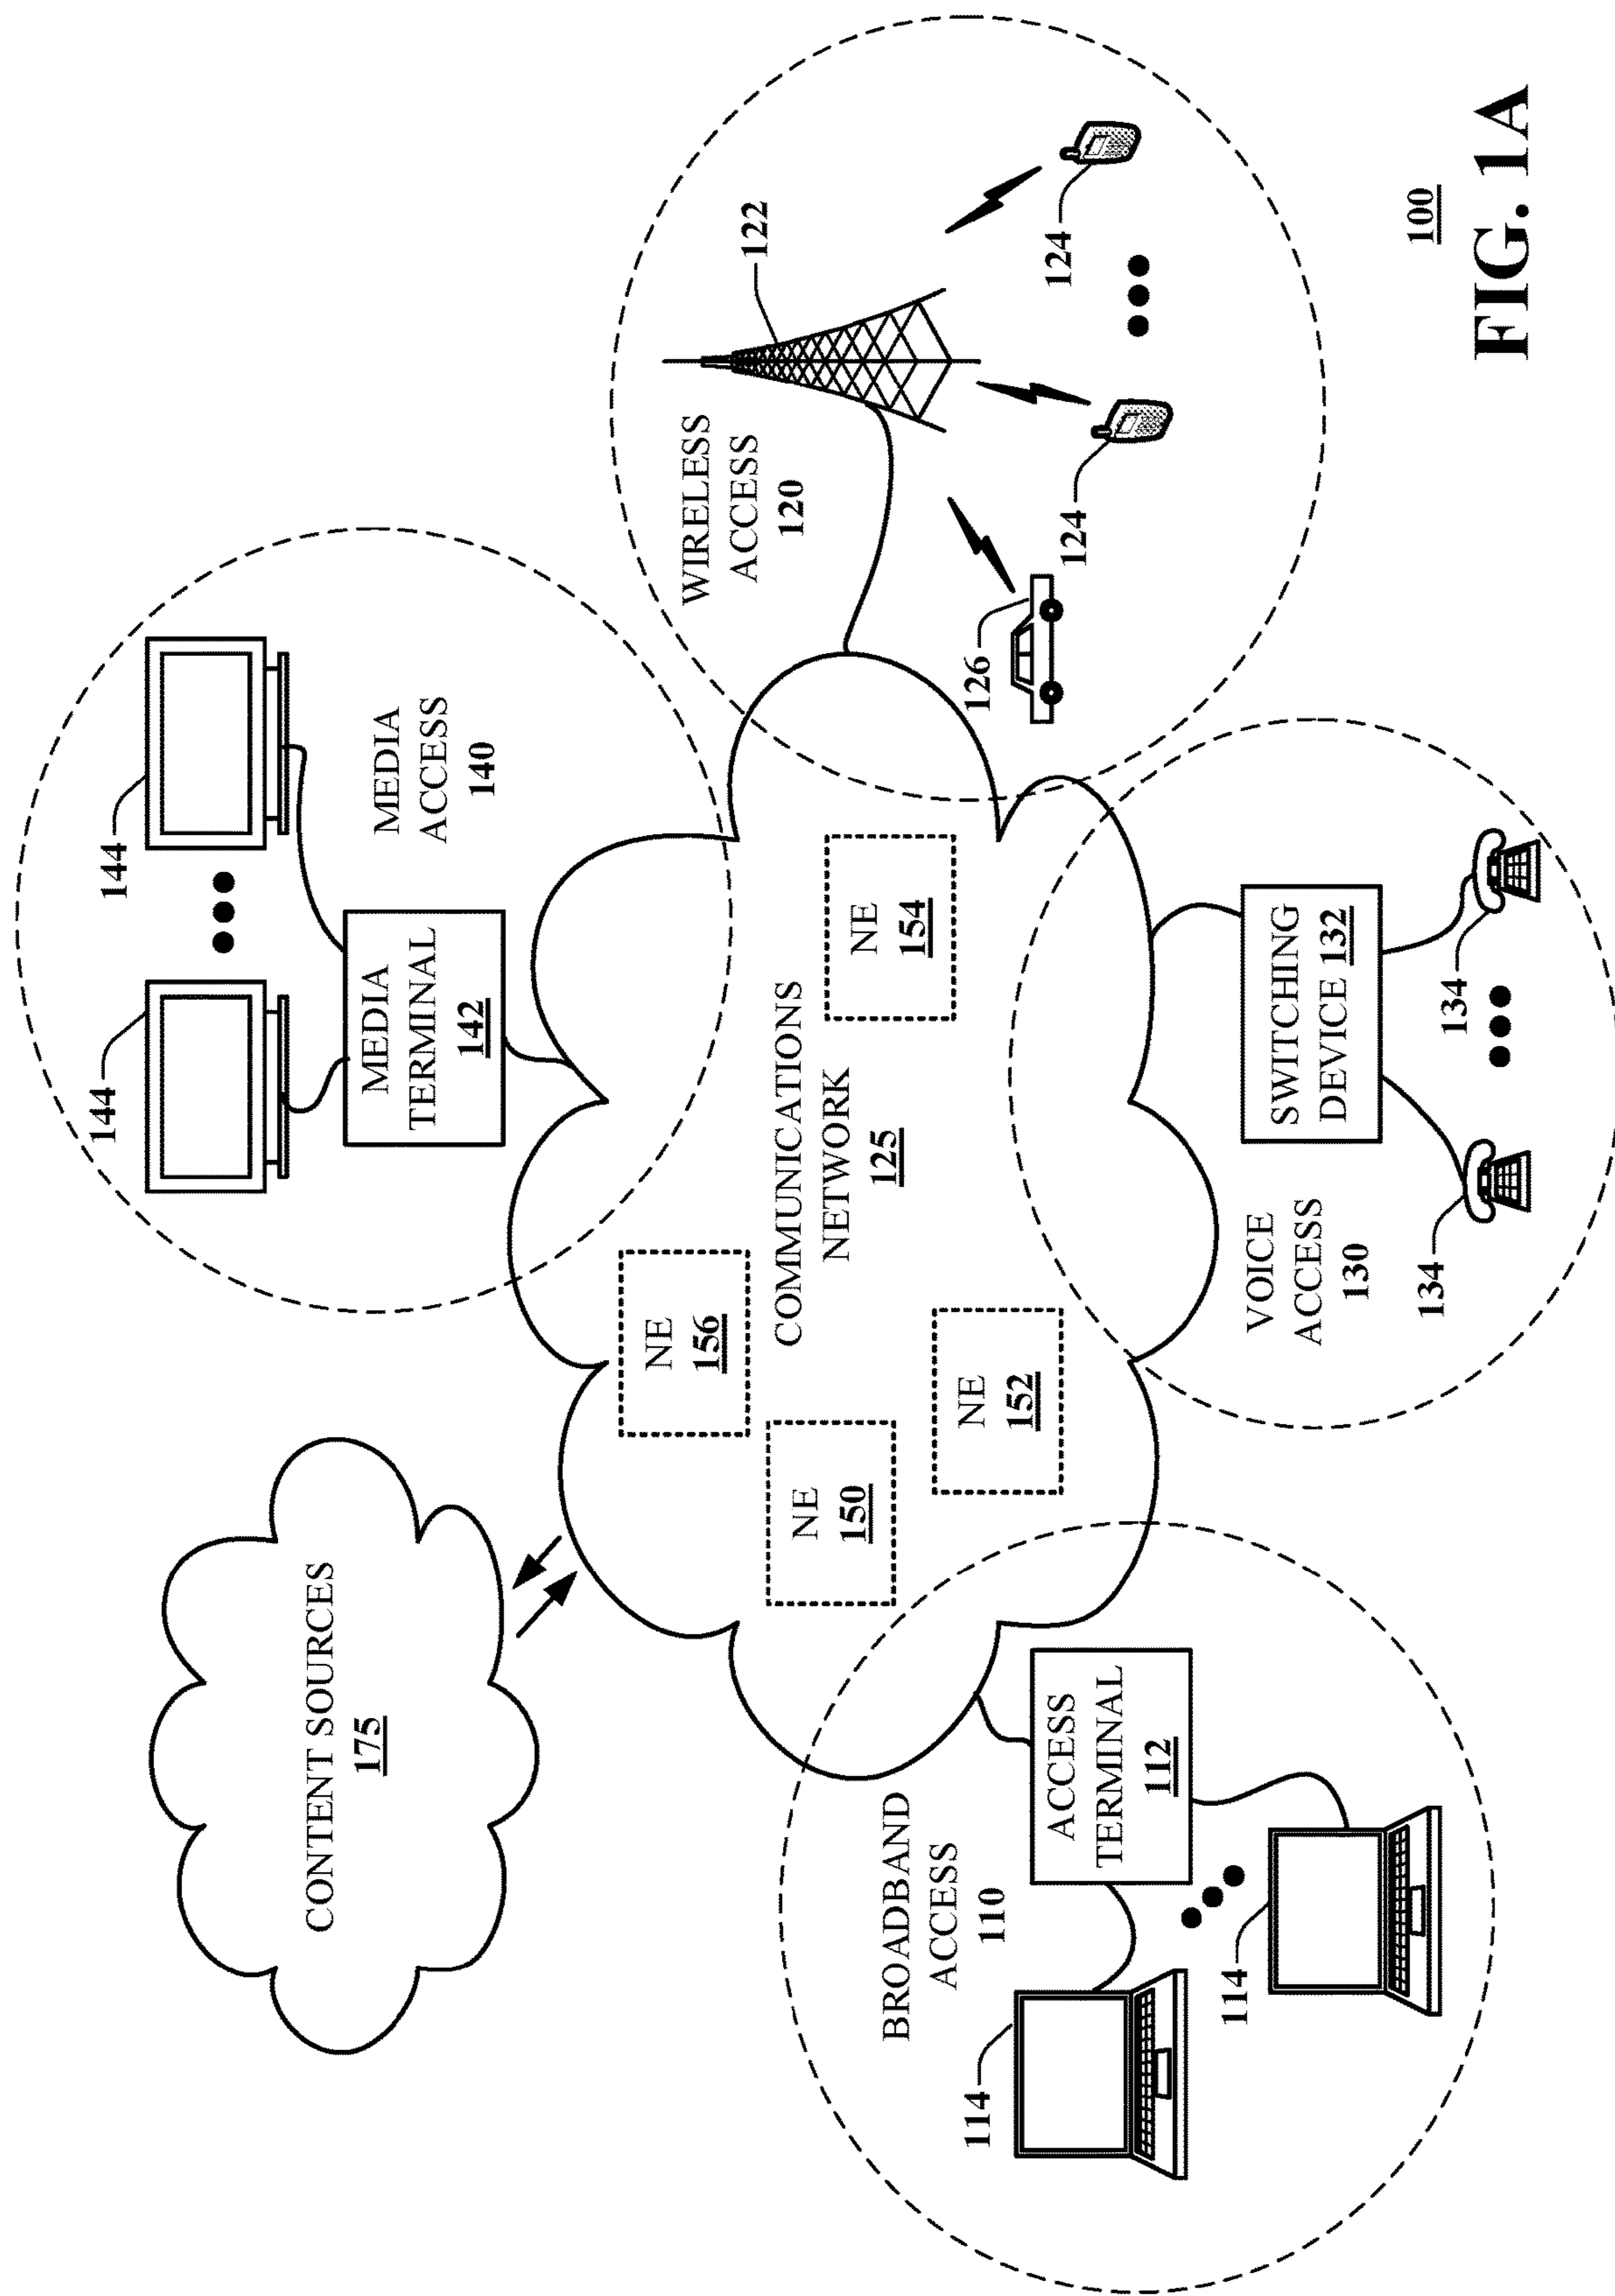 CONTENT SOURCES
175
144
144
MEDIA
TERMINAL
142
MEDIA
ACCESS
140
NE
156
NE
150
NE
152
COMMUNICATIONS
NETWORK
125
NE
154
WIRELESS
ACCESS
120
122
126
124
124
BROADBAND
ACCESS
110
ACCESS
TERMINAL
112
114
114
VOICE
ACCESS
130
SWITCHING
DEVICE 132
134
134
100
FIG. 1A